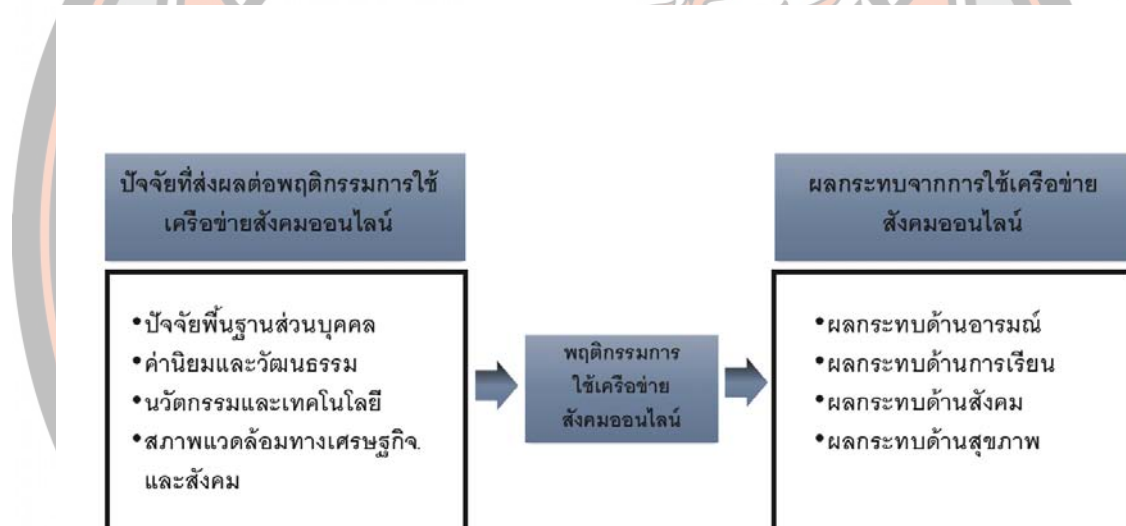 ปัจจัยที่ส่งผลต่อพฤติกรรมการใช้
เครือข่ายสังคมออนไลน์
•ปัจจัยพื้นฐานส่วนบุคคล
•ค่านิยมและวัฒนธรรม
•นวัตกรรมและเทคโนโลยี
•สภาพแวดล้อมทางเศรษฐกิจ
และสังคม
พฤติกรรมการ
ใช้เครือข่าย
สังคมออนไลน์
ผลกระทบจากการใช้เครือข่าย
สังคมออนไลน์
•ผลกระทบด้านอารมณ์
•ผลกระทบด้านการเรียน
•ผลกระทบด้านสังคม
•ผลกระทบด้านสุขภาพ